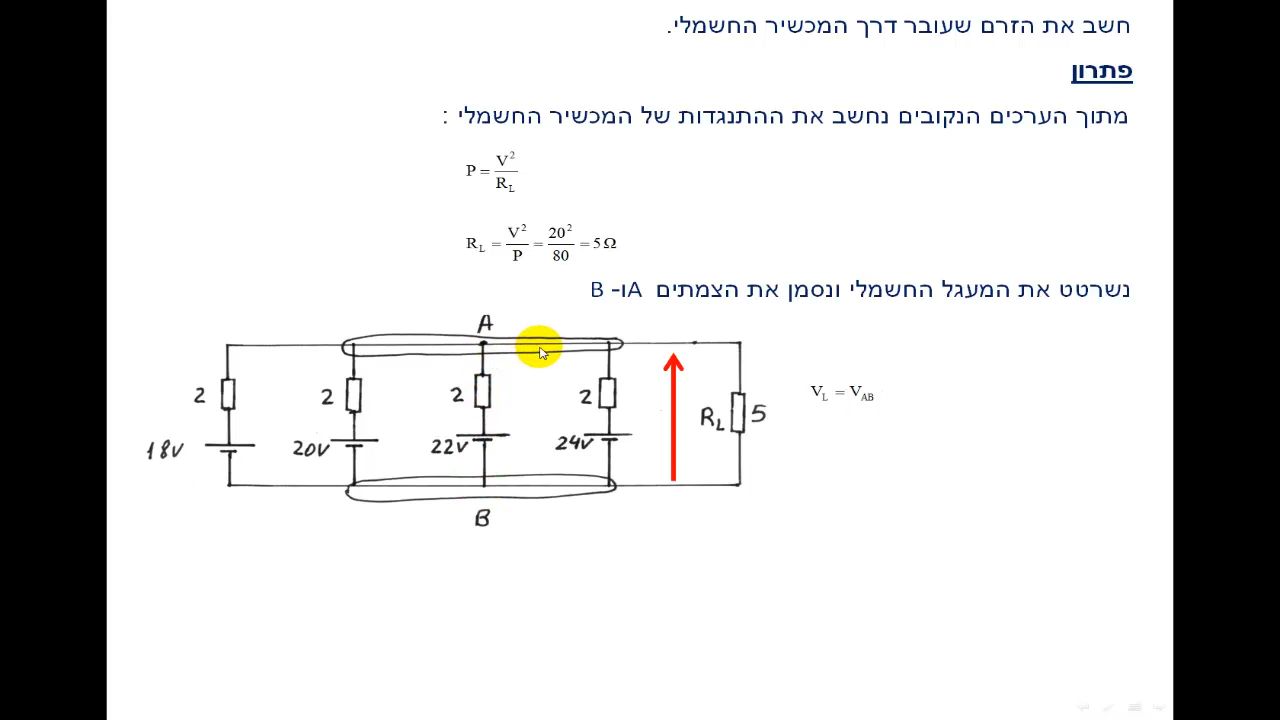 חשב את הזרם שעובר דרך המכשיר החשמלי.
פתרון
מתוך הערכים הנקובים נחשב את ההתנגדות של המכשיר החשמלי :
P = V² / R_L
R_L = V² / P = 20² / 80 = 5 Ω
נשרטט את המעגל החשמלי ונסמן את הצמתים A ו- B
A
2 2 2 2 R_L 5 V_L = V_AB
18v 20v 22v 24v
B